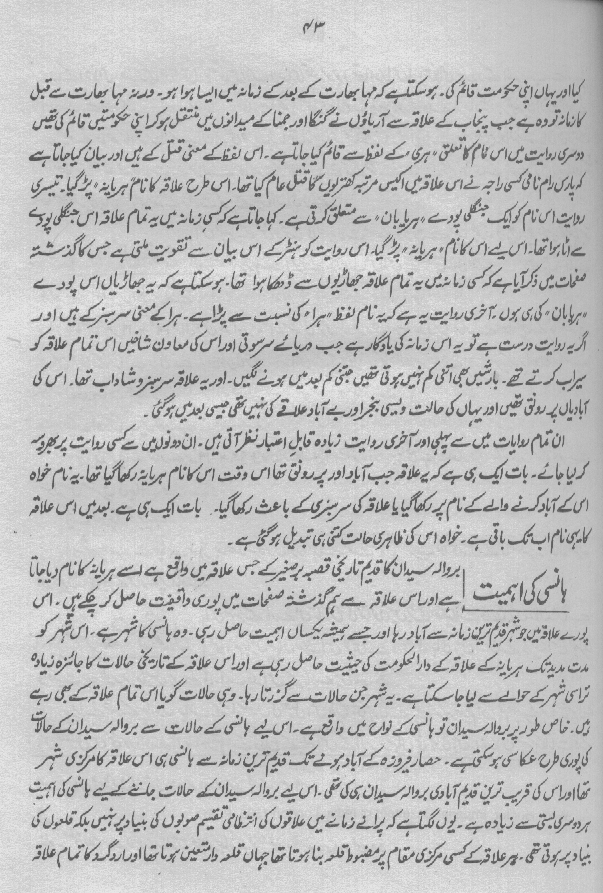 ۴۳
کیا اور یہاں اپنی حکومت قائم کی۔ ہو سکتا ہے کہ مہا بھارت کے بعد کے زمانہ میں ایسا ہوا ہو۔ ورنہ مہا بھارت سے قبل
کا زمانہ تو وہ ہے جب پنجاب کے علاقہ سے آریاؤں نے گنگا اور جمنا کے میدانوں میں منتقل ہو کر اپنی حکومتیں قائم کی تھیں
دوسری روایت میں اس نام کا تعلق "ہری" کے لفظ سے قائم کیا جاتا ہے۔ اس لفظ کے معنی قتل کے ہیں اور بیان کیا جاتا ہے
کہ پارس رام نامی کسی راجہ نے اس علاقہ میں اکیس مرتبہ کھتریوں کا قتل عام کیا تھا۔ اس طرح علاقہ کا نام "ہریانہ" پڑ گیا۔ تیسری
روایت اس نام کو ایک جنگلی پودے "ہریابان" سے متعلق کرتی ہے۔ کہا جاتا ہے کہ کسی زمانہ میں یہ تمام علاقہ اس جنگلی پودے
سے اٹا ہوا تھا۔ اس لیے اس کا نام "ہریانہ" پڑ گیا۔ اس روایت کو ہنٹر کے اس بیان سے تقویت ملتی ہے جس کا گذشتہ
صفحات میں ذکر آیا ہے کہ کسی زمانہ میں یہ تمام علاقہ جھاڑیوں سے ڈھکا ہوا تھا۔ ہو سکتا ہے کہ یہ جھاڑیاں اس پودے
"ہریابان" کی ہی ہوں۔ آخری روایت یہ ہے کہ یہ نام لفظ "ہرا" کی نسبت سے پڑا ہے۔ ہرا کے معنی سرسبز کے ہیں اور
اگر یہ روایت درست ہے تو یہ اس زمانہ کی یادگار ہے جب دریائے سرسوتی اور اس کی معاون شاخیں اس تمام علاقہ کو
سیراب کرتے تھے۔ بارشیں بھی اتنی کم نہیں ہوتی تھیں جتنی کم بعد میں ہونے لگیں۔ اور یہ علاقہ سرسبز و شاداب تھا۔ اس کی
آبادیاں پر رونق تھیں اور یہاں کی حالت ویسی بنجر اور بے آباد علاقے کی نہیں تھی جیسی بعد میں ہو گئی۔
ان تمام روایات میں سے پہلی اور آخری روایت زیادہ قابل اعتبار نظر آتی ہیں۔ ان دونوں میں سے کسی روایت پر بھروسہ
کر لیا جائے۔ بات ایک ہی ہے کہ یہ علاقہ جب آباد اور پر رونق تھا اس وقت اس کا نام ہریانہ رکھا گیا تھا۔ یہ نام خواہ
اس کے آباد کرنے والے کے نام پر رکھا گیا یا علاقہ کی سرسبزی کے باعث رکھا گیا۔ بات ایک ہی ہے۔ بعد میں اس علاقہ
کا یہی نام اب تک باقی ہے۔ خواہ اس کی ظاہری حالت کتنی ہی تبدیل ہو گئی ہے۔
ہانسی کی اہمیت
بروالہ سیدان کا قدیم تاریخی قصبہ برصغیر کے جس علاقہ میں واقع ہے اسے ہریانہ کا نام دیا جاتا
ہے اور اس علاقہ سے ہم گذشتہ صفحات میں پوری واقفیت حاصل کر چکے ہیں۔ اس
پورے علاقہ میں جو شہر قدیم ترین زمانہ سے آباد رہا اور جسے ہمیشہ یکساں اہمیت حاصل رہی۔ وہ ہانسی کا شہر ہے۔ اس شہر کو
مدت مدید تک ہریانہ کے علاقہ کے دارالحکومت کی حیثیت حاصل رہی ہے اور اس علاقہ کے تاریخی حالات کا جائزہ زیادہ
تر اسی شہر کے حوالے سے لیا جا سکتا ہے۔ یہ شہر جن حالات سے گزرتا رہا۔ وہی حالات گویا اس تمام علاقہ کے بھی رہے
ہیں۔ خاص طور پر بروالہ سیدان تو ہانسی کے نواح میں واقع ہے۔ اس لیے ہانسی کے حالات سے بروالہ سیدان کے حالات
کی پوری طرح عکاسی ہو سکتی ہے۔ حصار فیروزہ کے آباد ہونے تک قدیم ترین زمانہ سے ہانسی ہی اس علاقہ کا مرکزی شہر
تھا اور اس کی قریب ترین قدیم آبادی بروالہ سیدان ہی کی تھی۔ اس لیے بروالہ سیدان کے حالات جاننے کے لیے ہانسی کی اہمیت
ہر دوسری بستی سے زیادہ ہے۔ یوں لگتا ہے کہ پرانے زمانے میں علاقوں کی انتظامی تقسیم صوبوں کی بنیاد پر نہیں بلکہ قلعوں کی
بنیاد پر ہوتی تھی۔ ہر علاقہ کے کسی مرکزی مقام پر مضبوط قلعہ بنا ہوتا تھا جہاں قلعہ دار متعین ہوتا تھا اور ارد گرد کا تمام علاقہ